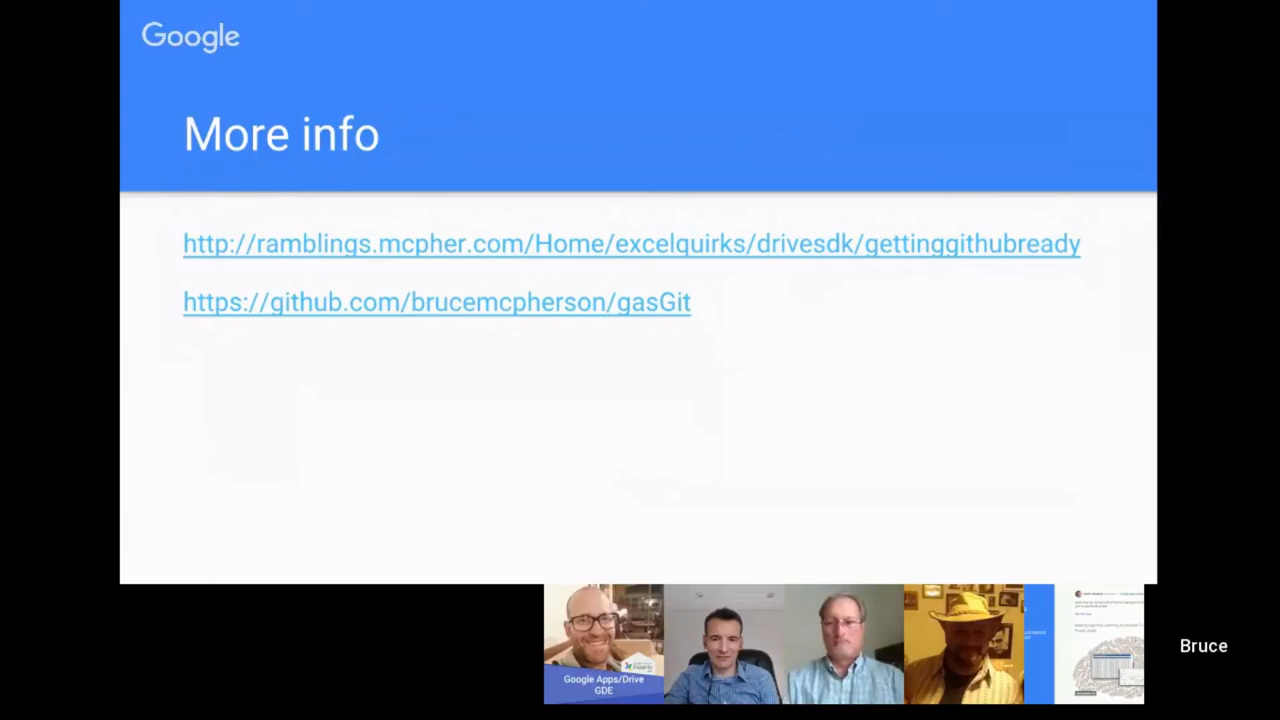 Google
More info
http://ramblings.mcpher.com/Home/excelquirks/drivesdk/gettinggithubready
https://github.com/brucemcpherson/gasGit
Experts
Google Apps/Drive
GDE
Bruce